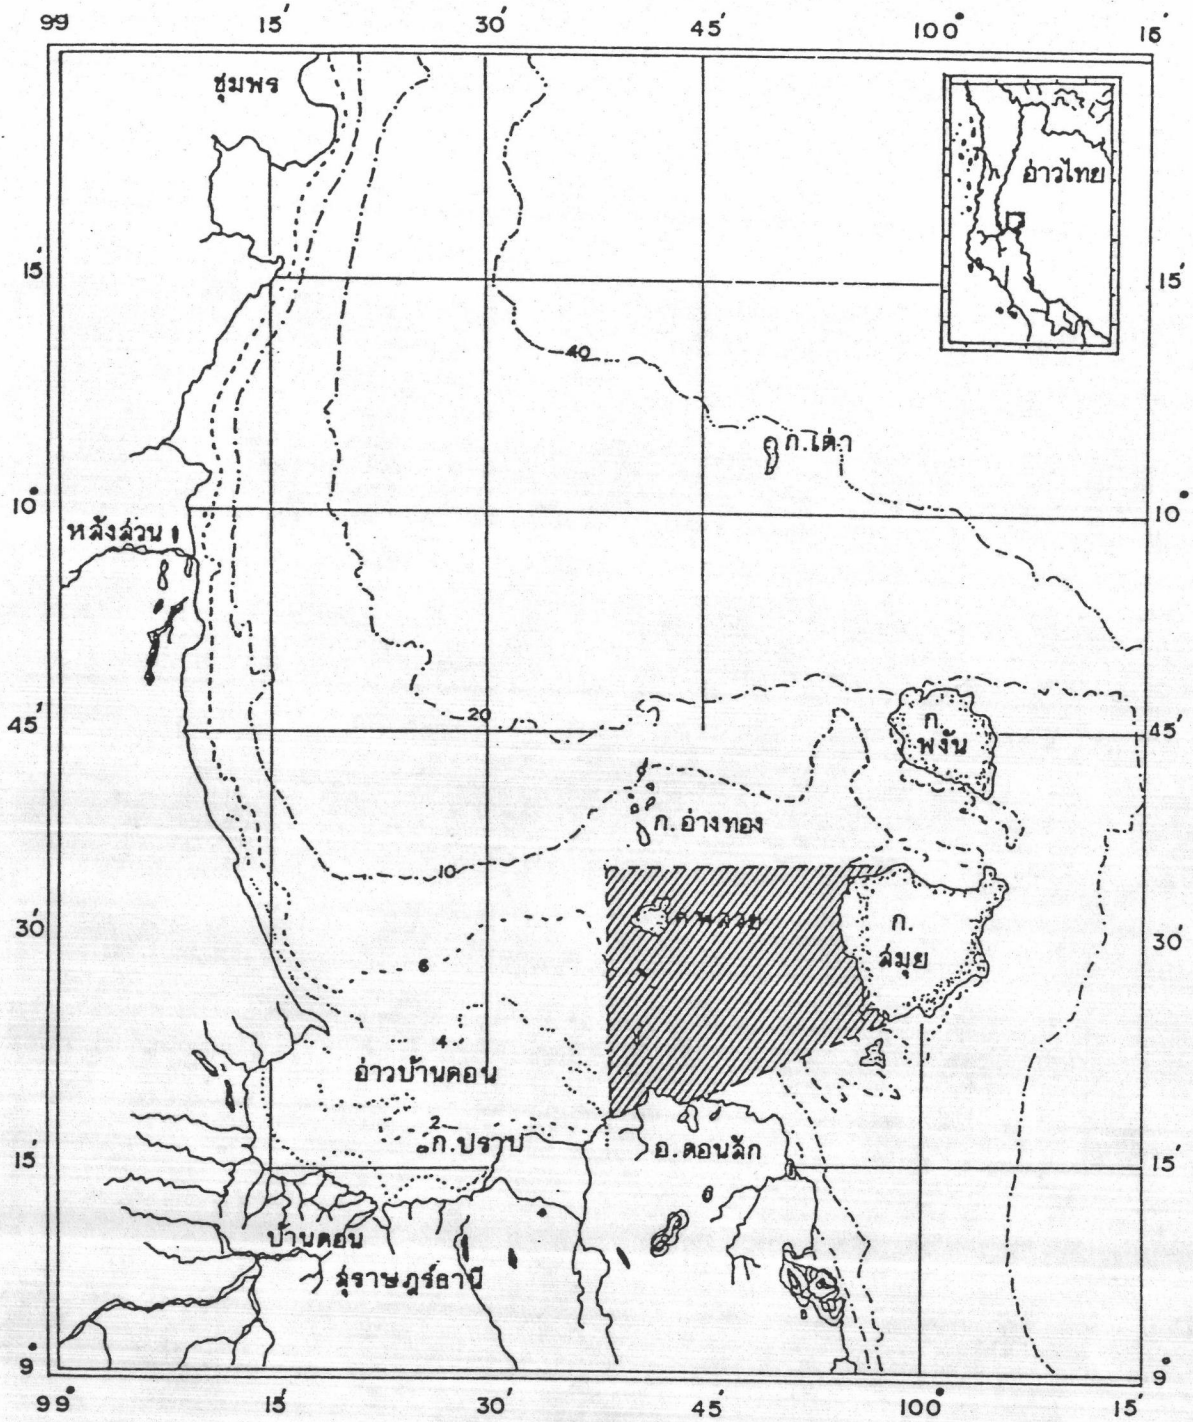 99 15′ 30′ 45′ 100° 15′
ชุมพร
อ่าวไทย
15′ 15′
40
ก.เต่า
10° 10°
หลังสวน
45′ 20 45′
ก.
พงัน
ก.อ่างทอง
10
30′ 30′
ก.พลวย
ก.
สมุย
6
4
อ่าวบ้านดอน
2
ก.ปราบ
อ.ดอนสัก
15′ 15′
บ้านดอน
สุราษฎร์ธานี
9° 9°
99° 15′ 30′ 45′ 100° 15′